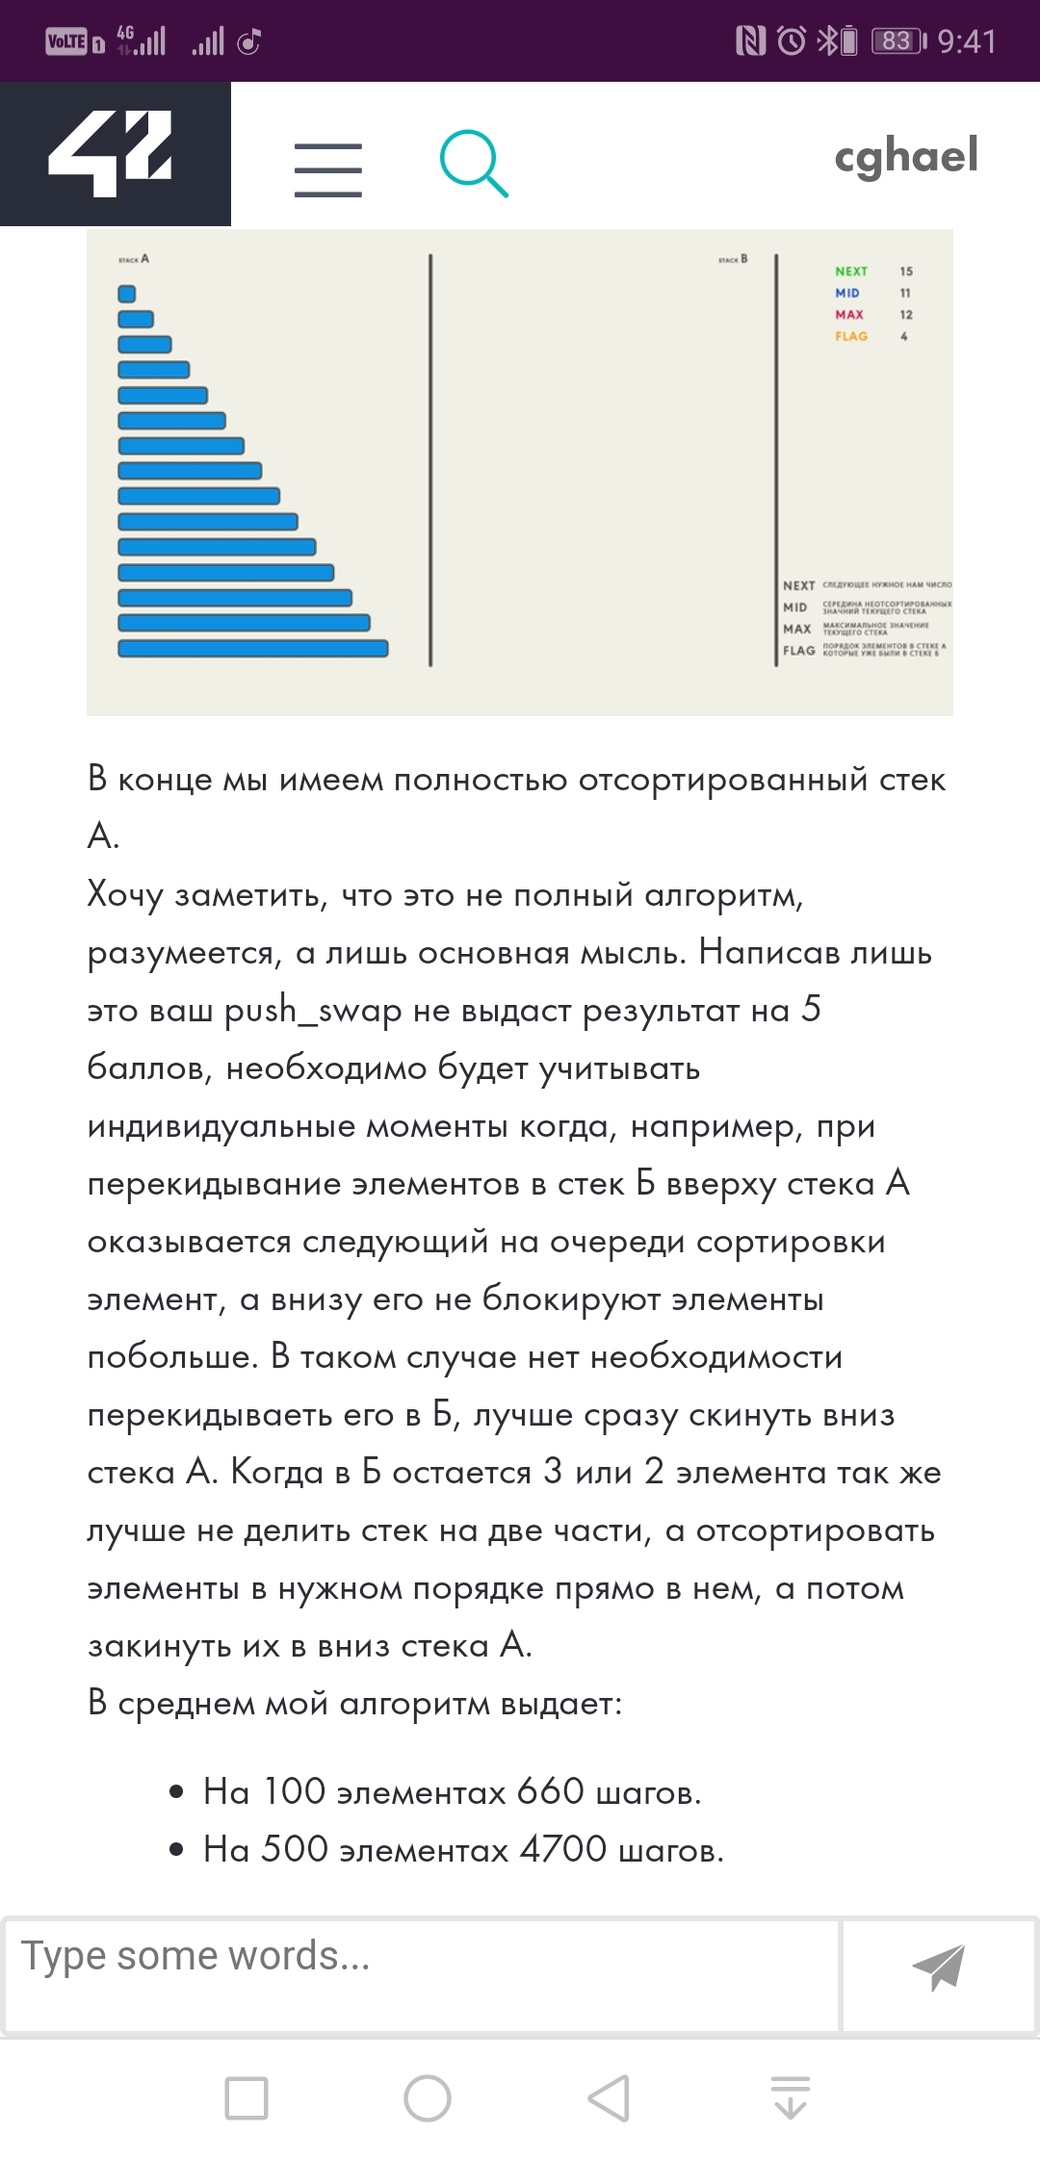 VoLTE 1 4G 83 9:41
42 cghael
STACK A
STACK B
NEXT 15
MID 11
MAX 12
FLAG 4
NEXT СЛЕДУЮЩЕЕ НУЖНОЕ НАМ ЧИСЛО
MID СЕРЕДИНА НЕОТСОРТИРОВАННЫХ
ЗНАЧНИЙ ТЕКУЩЕГО СТЕКА
MAX МАКСИМАЛЬНОЕ ЗНАЧЕНИЕ
ТЕКУЩЕГО СТЕКА
FLAG ПОРЯДОК ЭЛЕМЕНТОВ В СТЕКЕ А
КОТОРЫЕ УЖЕ БЫЛИ В СТЕКЕ Б
В конце мы имеем полностью отсортированный стек
А.
Хочу заметить, что это не полный алгоритм,
разумеется, а лишь основная мысль. Написав лишь
это ваш push_swap не выдаст результат на 5
баллов, необходимо будет учитывать
индивидуальные моменты когда, например, при
перекидывание элементов в стек Б вверху стека А
оказывается следующий на очереди сортировки
элемент, а внизу его не блокируют элементы
побольше. В таком случае нет необходимости
перекидываеть его в Б, лучше сразу скинуть вниз
стека А. Когда в Б остается 3 или 2 элемента так же
лучше не делить стек на две части, а отсортировать
элементы в нужном порядке прямо в нем, а потом
закинуть их в вниз стека А.
В среднем мой алгоритм выдает:
• На 100 элементах 660 шагов.
• На 500 элементах 4700 шагов.
Type some words...